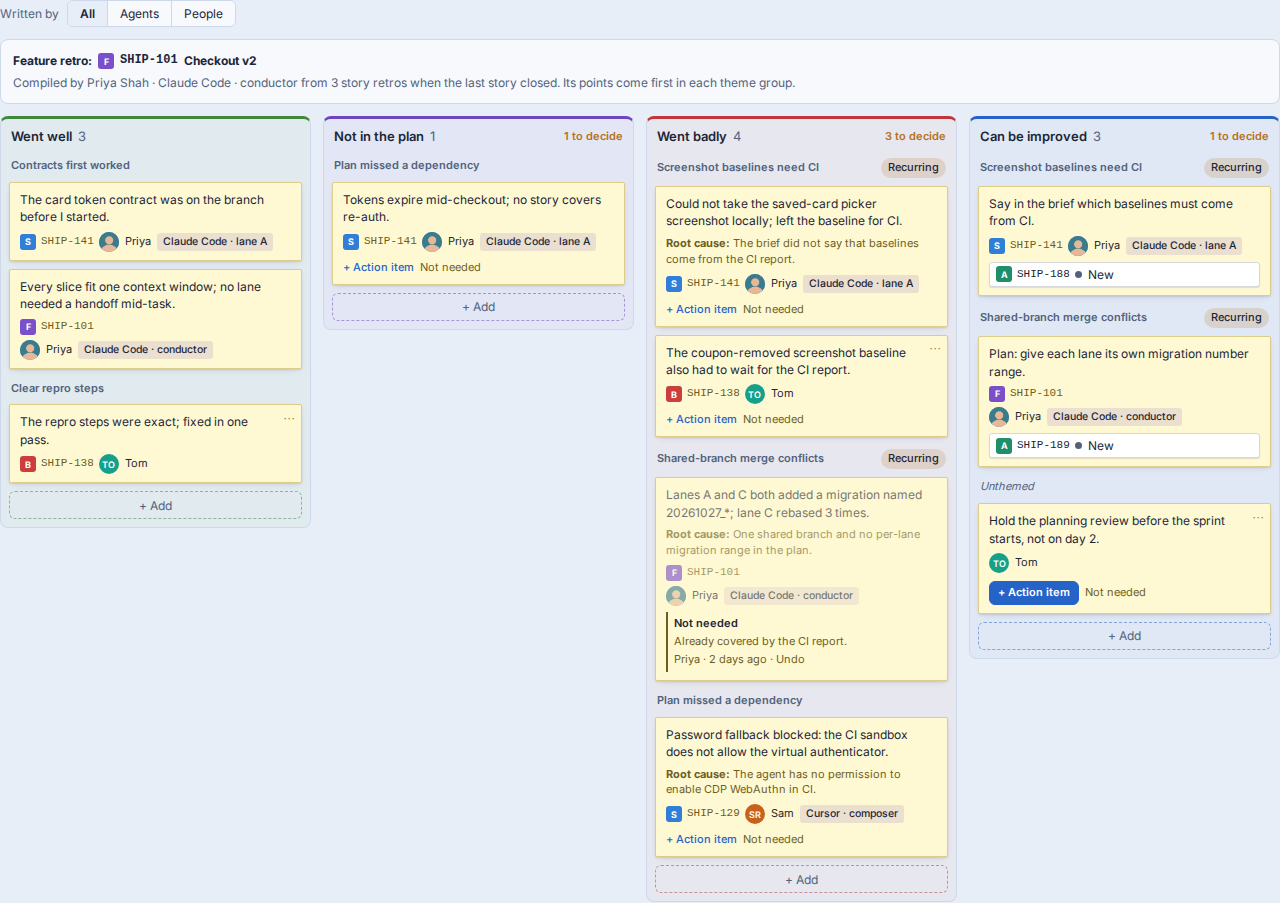 Written by All Agents People
Feature retro: F SHIP-101 Checkout v2
Compiled by Priya Shah · Claude Code · conductor from 3 story retros when the last story closed. Its points come first in each theme group.
Went well 3
Contracts first worked
The card token contract was on the branch
before I started.
S SHIP-141 Priya Claude Code · lane A
Every slice fit one context window; no lane
needed a handoff mid-task.
F SHIP-101
Priya Claude Code · conductor
Clear repro steps
The repro steps were exact; fixed in one
pass.
...
B SHIP-138 TO Tom
+ Add
Not in the plan 1 1 to decide
Plan missed a dependency
Tokens expire mid-checkout; no story covers
re-auth.
S SHIP-141 Priya Claude Code · lane A
+ Action item Not needed
+ Add
Went badly 4 3 to decide
Screenshot baselines need CI Recurring
Could not take the saved-card picker
screenshot locally; left the baseline for CI.
Root cause: The brief did not say that baselines
come from the CI report.
S SHIP-141 Priya Claude Code · lane A
+ Action item Not needed
The coupon-removed screenshot baseline
also had to wait for the CI report.
...
B SHIP-138 TO Tom
+ Action item Not needed
Shared-branch merge conflicts Recurring
Lanes A and C both added a migration named
20261027_*; lane C rebased 3 times.
Root cause: One shared branch and no per-lane
migration range in the plan.
F SHIP-101
Priya Claude Code · conductor
Not needed
Already covered by the CI report.
Priya · 2 days ago · Undo
Plan missed a dependency
Password fallback blocked: the CI sandbox
does not allow the virtual authenticator.
Root cause: The agent has no permission to
enable CDP WebAuthn in CI.
S SHIP-129 SR Sam Cursor · composer
+ Action item Not needed
+ Add
Can be improved 3 1 to decide
Screenshot baselines need CI Recurring
Say in the brief which baselines must come
from CI.
S SHIP-141 Priya Claude Code · lane A
A SHIP-188 New
Shared-branch merge conflicts Recurring
Plan: give each lane its own migration number
range.
F SHIP-101
Priya Claude Code · conductor
A SHIP-189 New
Unthemed
Hold the planning review before the sprint
starts, not on day 2.
...
TO Tom
+ Action item Not needed
+ Add